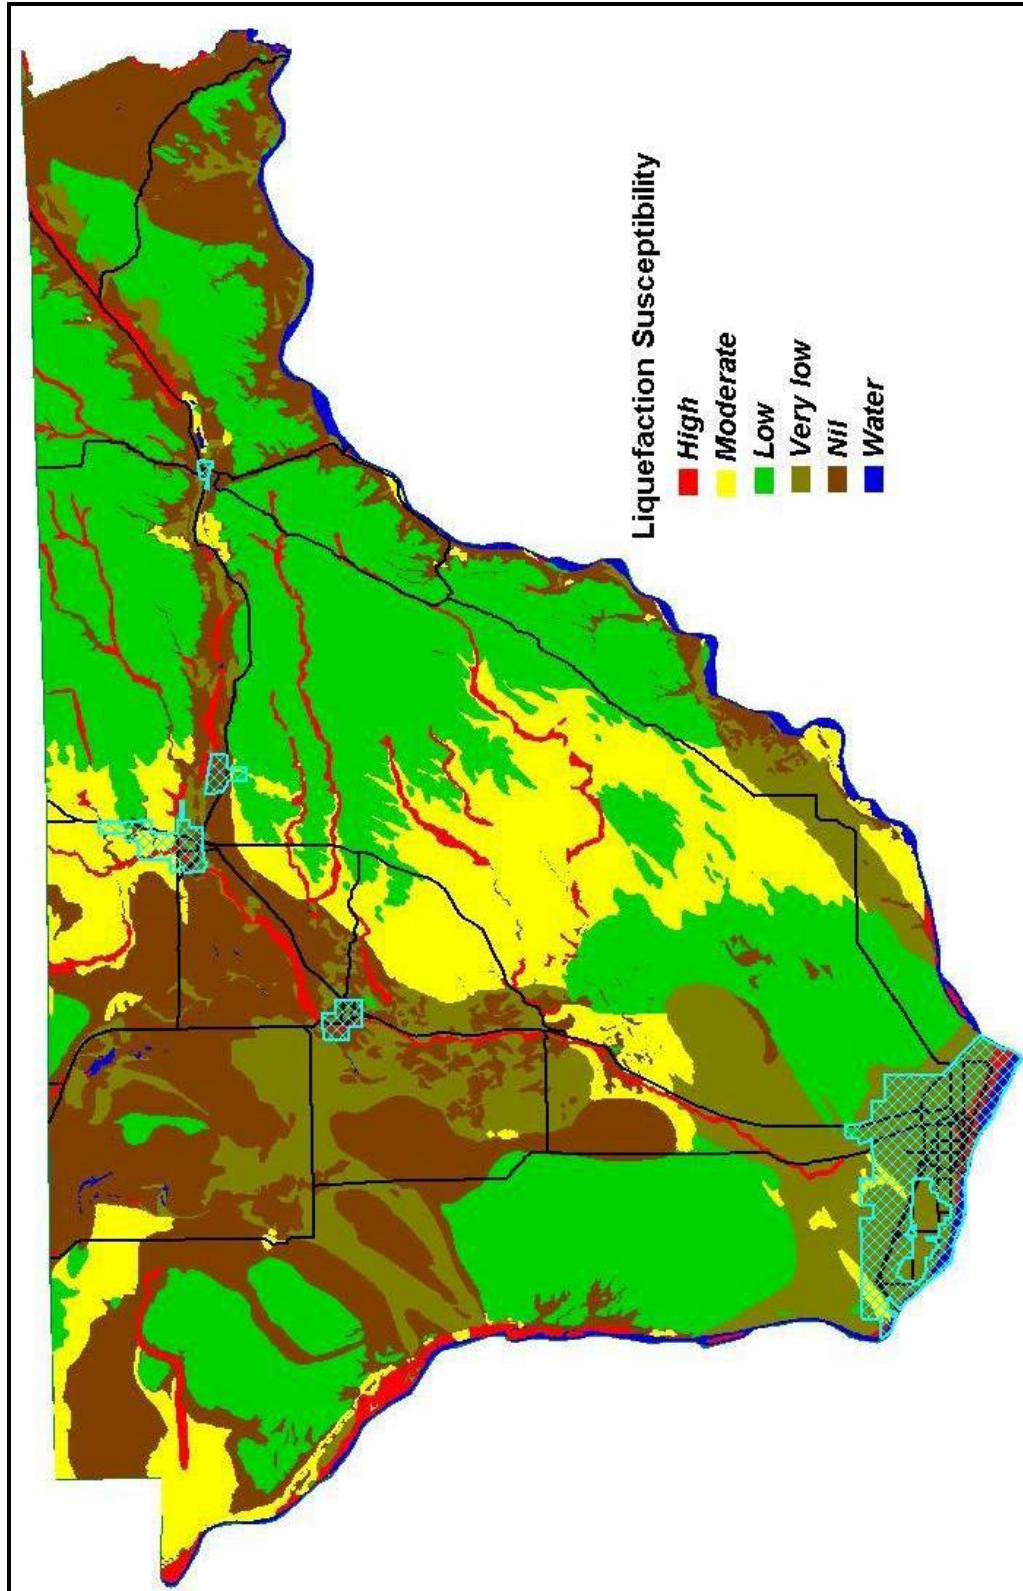 Liquefaction Susceptibility
High
Moderate
Low
Very low
Nil
Water